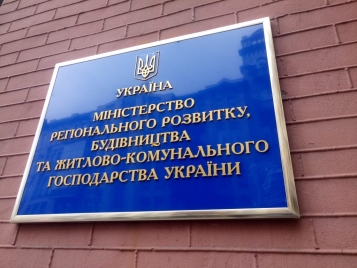 УКРАЇНА
МІНІСТЕРСТВО
РЕГІОНАЛЬНОГО РОЗВИТКУ,
БУДІВНИЦТВА
ТА ЖИТЛОВО-КОМУНАЛЬНОГО
ГОСПОДАРСТВА УКРАЇНИ